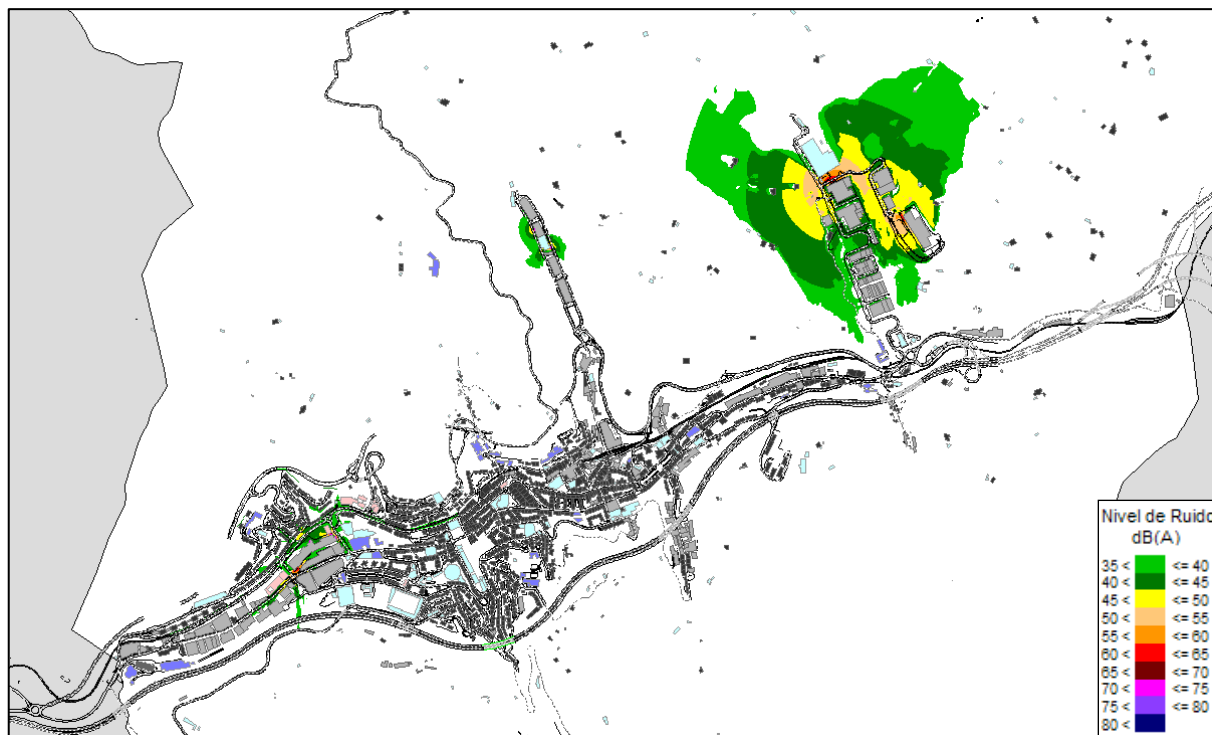 Nivel de Ruido
dB(A)
35 < <= 40
40 < <= 45
45 < <= 50
50 < <= 55
55 < <= 60
60 < <= 65
65 < <= 70
70 < <= 75
75 < <= 80
80 <